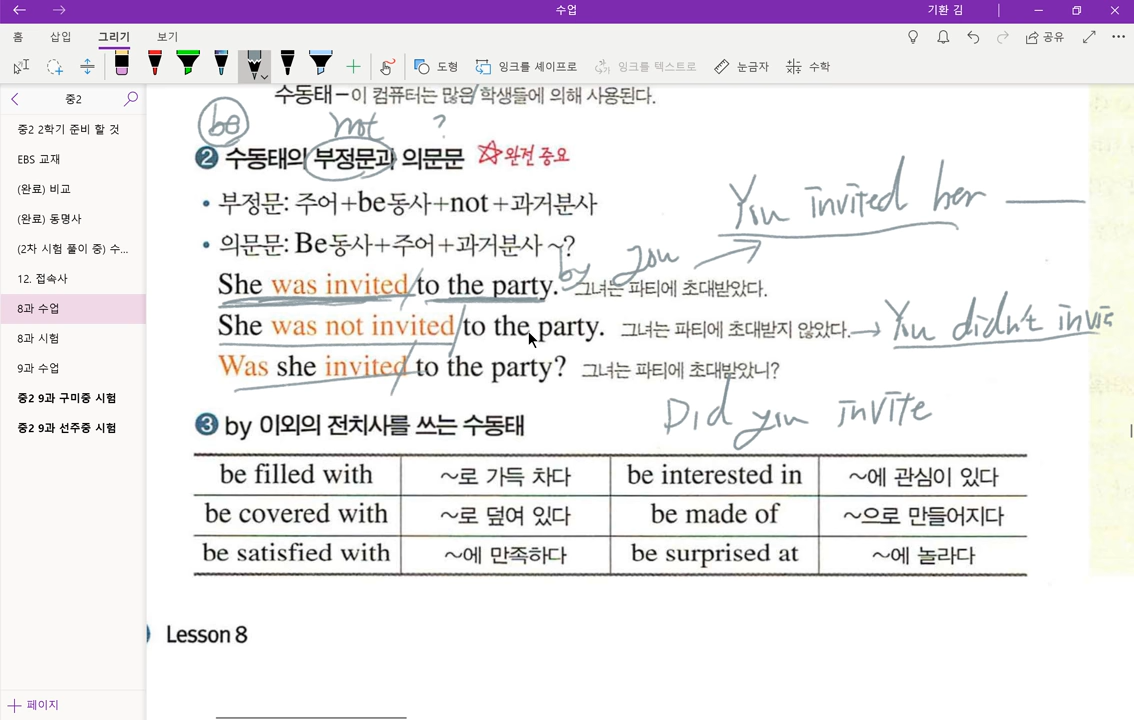 수업
기환 김
홈 삽입 그리기 보기
도형 잉크를 셰이프로 잉크를 텍스트로 눈금자 수학 공유
중2
중2 2학기 준비 할 것
EBS 교재
(완료) 비교
(완료) 동명사
(2차 시험 풀이 중) 수...
12. 접속사
8과 수업
8과 시험
9과 수업
중2 9과 구미중 시험
중2 9과 선주중 시험
페이지
수동태－이 컴퓨터는 많은 학생들에 의해 사용된다.
be not ?
2 수동태의 부정문과 의문문 ☆완전 중요
• 부정문: 주어+be동사+not+과거분사
You invited her
• 의문문: Be동사+주어+과거분사 ~?
by you
She was invited to the party. 그녀는 파티에 초대받았다.
She was not invited to the party. 그녀는 파티에 초대받지 않았다. → You didn't invi
Was she invited to the party? 그녀는 파티에 초대받았니?
Did you invite
3 by 이외의 전치사를 쓰는 수동태
be filled with ~로 가득 차다 be interested in ~에 관심이 있다
be covered with ~로 덮여 있다 be made of ~으로 만들어지다
be satisfied with ~에 만족하다 be surprised at ~에 놀라다
Lesson 8